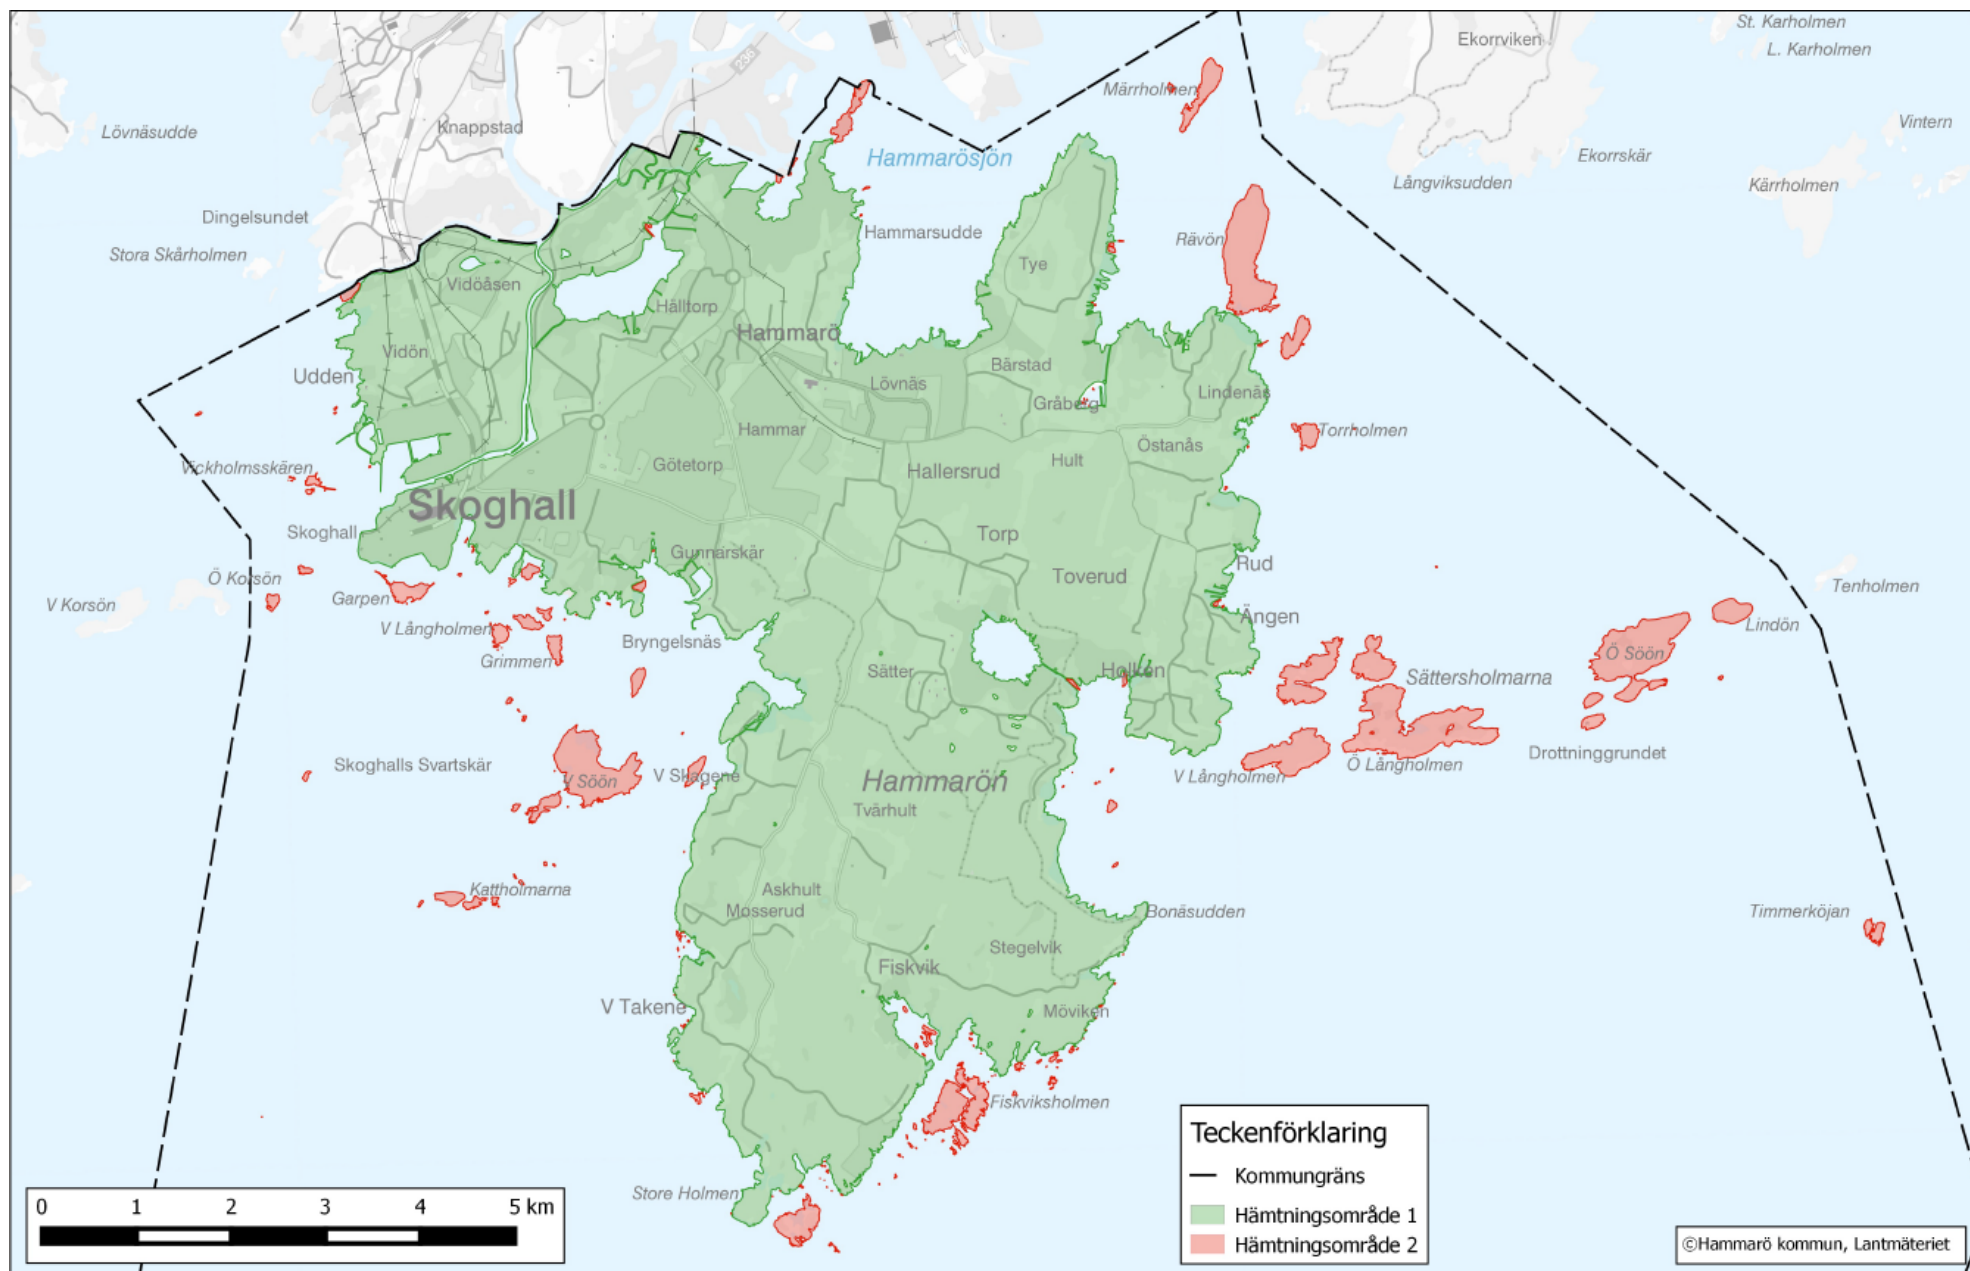 St. Karholmen
Ekorrviken
L. Karholmen
236
Märrholmen
Vintern
Knappstad
Lövnäsudde
Hammarösjön
Ekorrskär
Långviksudden
Kärrholmen
Dingelsundet
Hammarsudde
Rävön
Stora Skårholmen
Tye
Vidöåsen
Hälltorp
Hammarö
Vidön
Bärstad
Udden
Lövnäs
Lindenäs
Gråberg
Hammar
Torrholmen
Östanås
Vickholmsskären
Götetorp
Hallersrud
Hult
Skoghall
Skoghall
Torp
Gunnarskär
Rud
Ö Korsön
Toverud
Tenholmen
V Korsön
Garpen
Ängen
Lindön
V Långholmen
Bryngelsnäs
Grimmen
Ö Söön
Sätter
Holken
Sättersholmarna
Skoghalls Svartskär
V Söön
V Skagene
Hammarön
V Långholmen
Ö Långholmen
Drottninggrundet
Tvärhult
Kattholmarna
Askhult
Mosserud
Bonäsudden
Timmerköjan
Stegelvik
Fiskvik
V Takene
Möviken
Fiskviksholmen
Store Holmen
Teckenförklaring
Kommungräns
Hämtningsområde 1
Hämtningsområde 2
0 1 2 3 4 5 km
©Hammarö kommun, Lantmäteriet